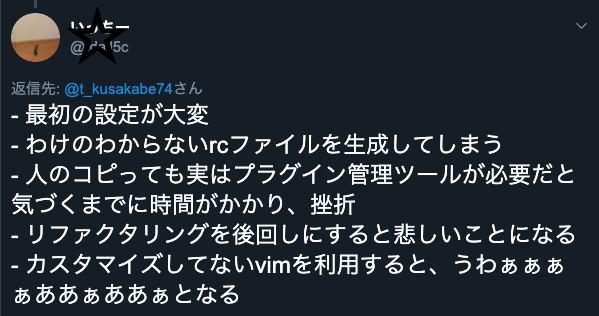 返信先: @t_kusakabe74さん
- 最初の設定が大変
- わけのわからないrcファイルを生成してしまう
- 人のコピっても実はプラグイン管理ツールが必要だと
気づくまでに時間がかかり、挫折
- リファクタリングを後回しにすると悲しいことになる
- カスタマイズしてないvimを利用すると、うわぁぁぁ
ぁああぁああぁとなる